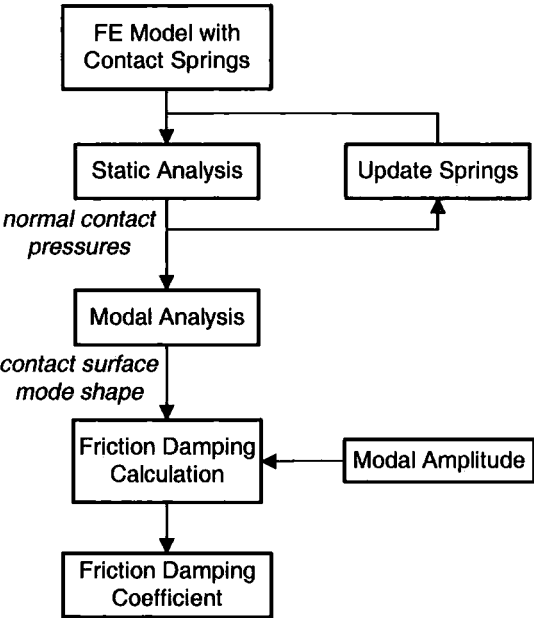 FE Model with
Contact Springs
Static Analysis
Update Springs
normal contact
pressures
Modal Analysis
contact surface
mode shape
Friction Damping
Calculation
Modal Amplitude
Friction Damping
Coefficient